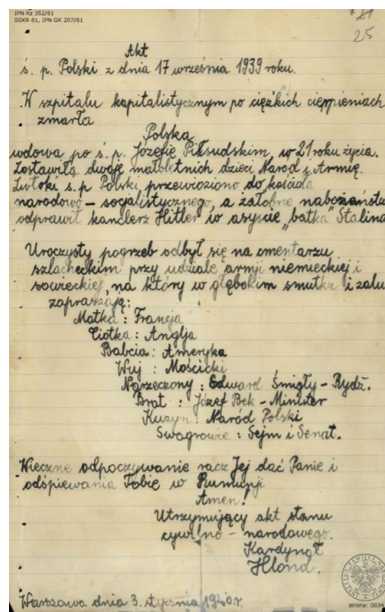 IPN Rz 252/61
SSKR 61, IPN GK 207/61
21
25
Akt
ś. p. Polski z dnia 17 września 1939 roku.
W szpitalu kapitalistycznym po ciężkich cierpieniach
zmarła
Polska
wdowa po ś. p. Józefie Piłsudskim, w 21 roku życia.
Zostawiła dwoje małoletnich dzieci Naród i Armię.
Zwłoki ś. p Polski przewieziono do kościoła
narodowo – socjalistycznego, a żałobne nabożeństwo
odprawił kanclerz Hitler w asyście "batka" Stalina
Uroczysty pogrzeb odbył się na cmentarzu
szlacheckim przy udziale armji niemieckiej i
sowieckiej, na który w głębokim smutku i żalu
zapraszają:
Matka : Francja
Ciotka : Anglja
Babcia : Ameryka
Wuj : Mościcki
Narzeczony : Edward Śmigły – Rydz.
Brat : Józef Bek – Minister
Kuzyn : Naród Polski
Swagrowie : Sejm i Senat.
Wieczne odpoczywanie racz Jej dać Panie i
odśpiewania Tobie w Rumunji
Amen!
Utrzymujący akt stanu
cywilno – narodowego.
Kardynał
Hlond.
Warszawa dnia 3. stycznia 1940 r.